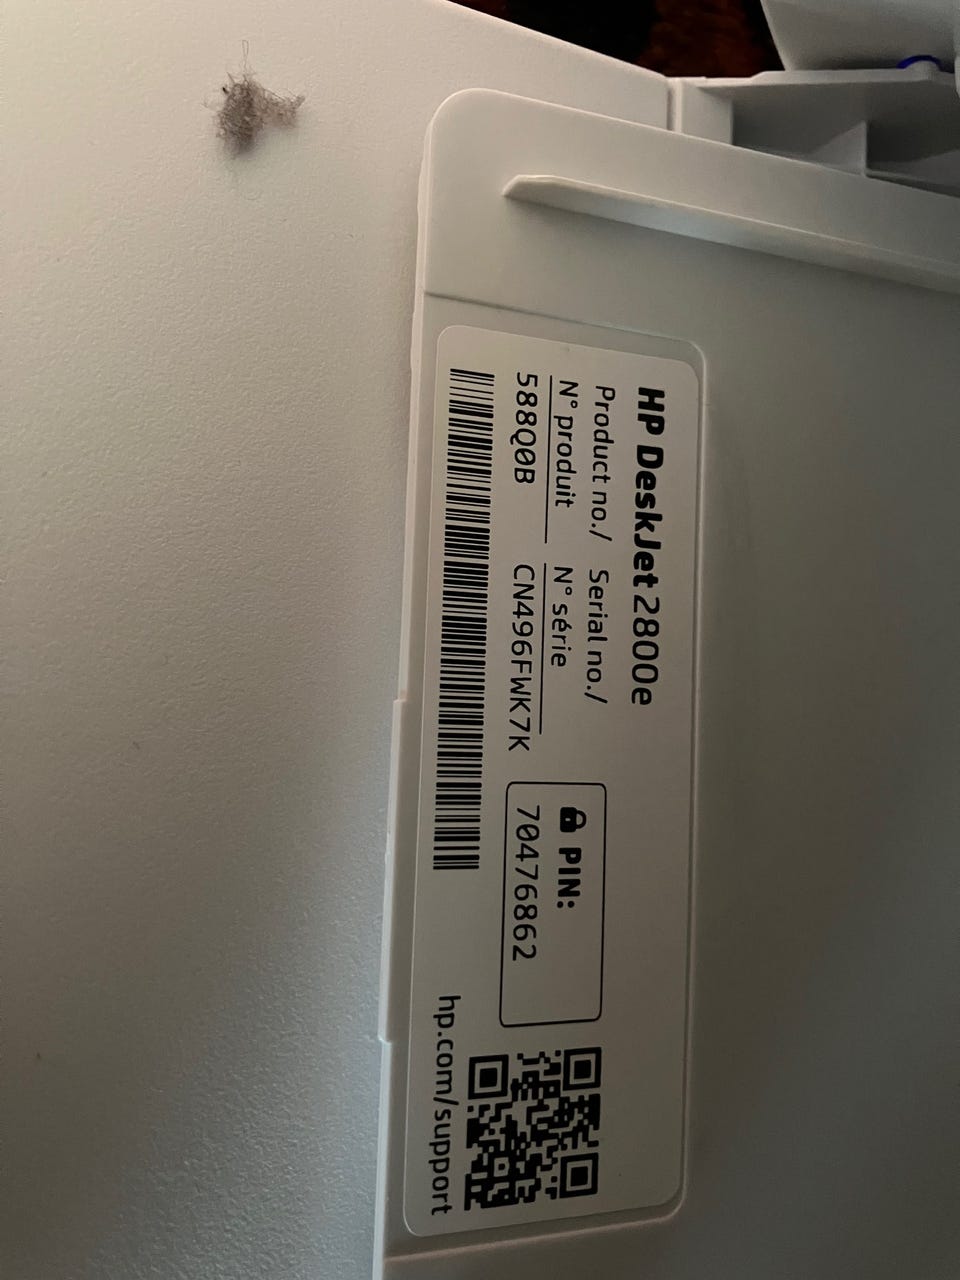 HP DeskJet 2800e
Product no./ Serial no./
N° produit N° série
588Q0B CN496FWK7K
PIN:
70476862
hp.com/support